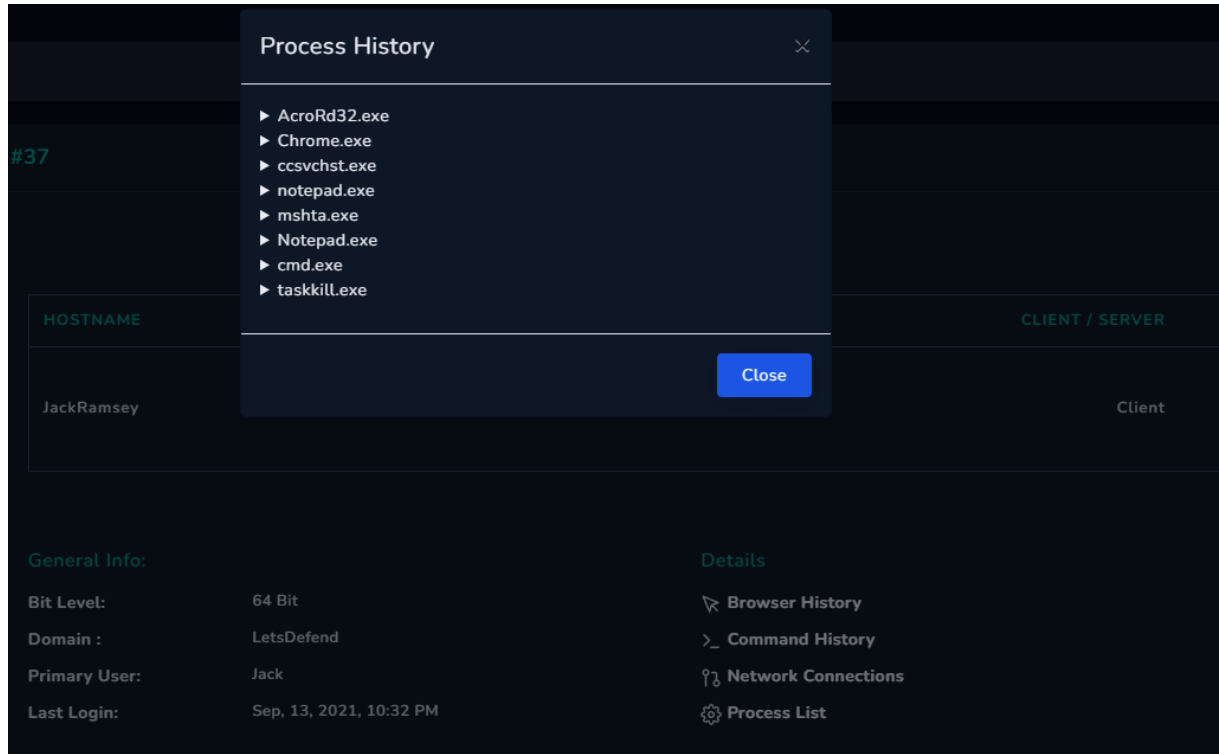 Process History
AcroRd32.exe
Chrome.exe
ccsvchst.exe
notepad.exe
mshta.exe
Notepad.exe
cmd.exe
taskkill.exe
Close
#37
HOSTNAME
CLIENT / SERVER
JackRamsey
Client
General Info:
Bit Level: 64 Bit
Domain : LetsDefend
Primary User: Jack
Last Login: Sep, 13, 2021, 10:32 PM
Details
Browser History
Command History
Network Connections
Process List